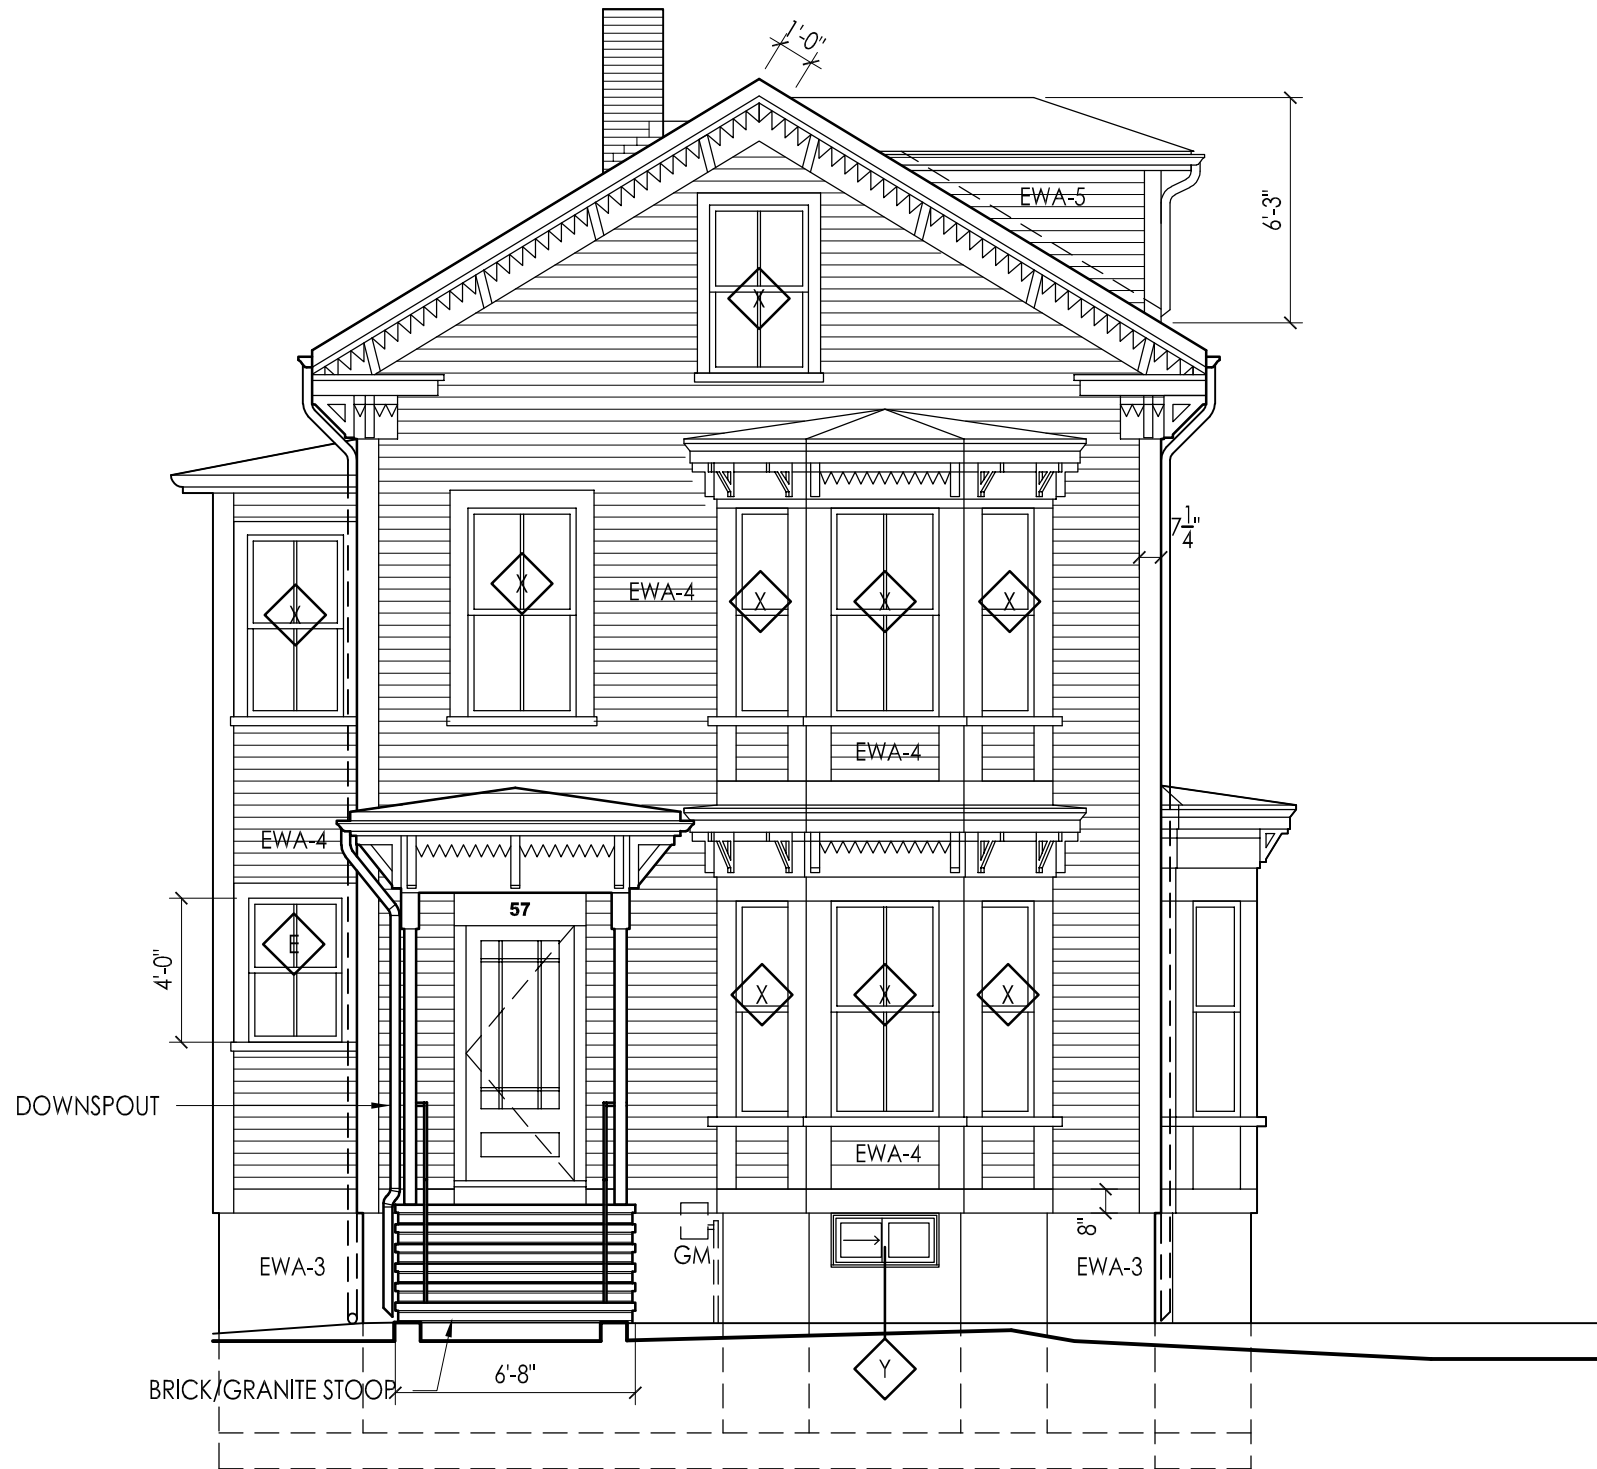 1'-0"
EWA-5
6'-3"
X
7 1/4"
X
X
EWA-4
X
X
X
EWA-4
EWA-4
57
4'-0"
E
X
X
X
DOWNSPOUT
EWA-4
8"
GM
EWA-3
EWA-3
6'-8"
Y
BRICK/GRANITE STOOP